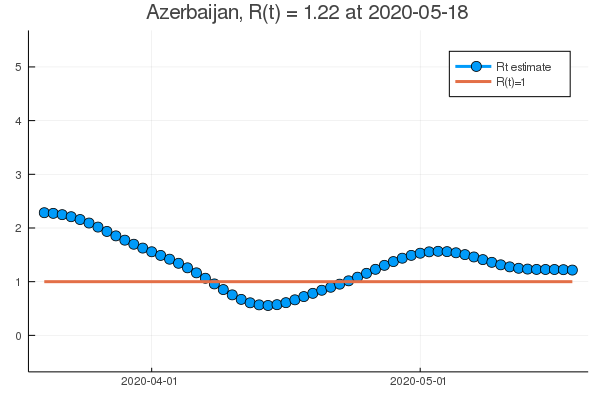 Azerbaijan, R(t) = 1.22 at 2020-05-18
Rt estimate
R(t)=1
5
4
3
2
1
0
2020-04-01
2020-05-01